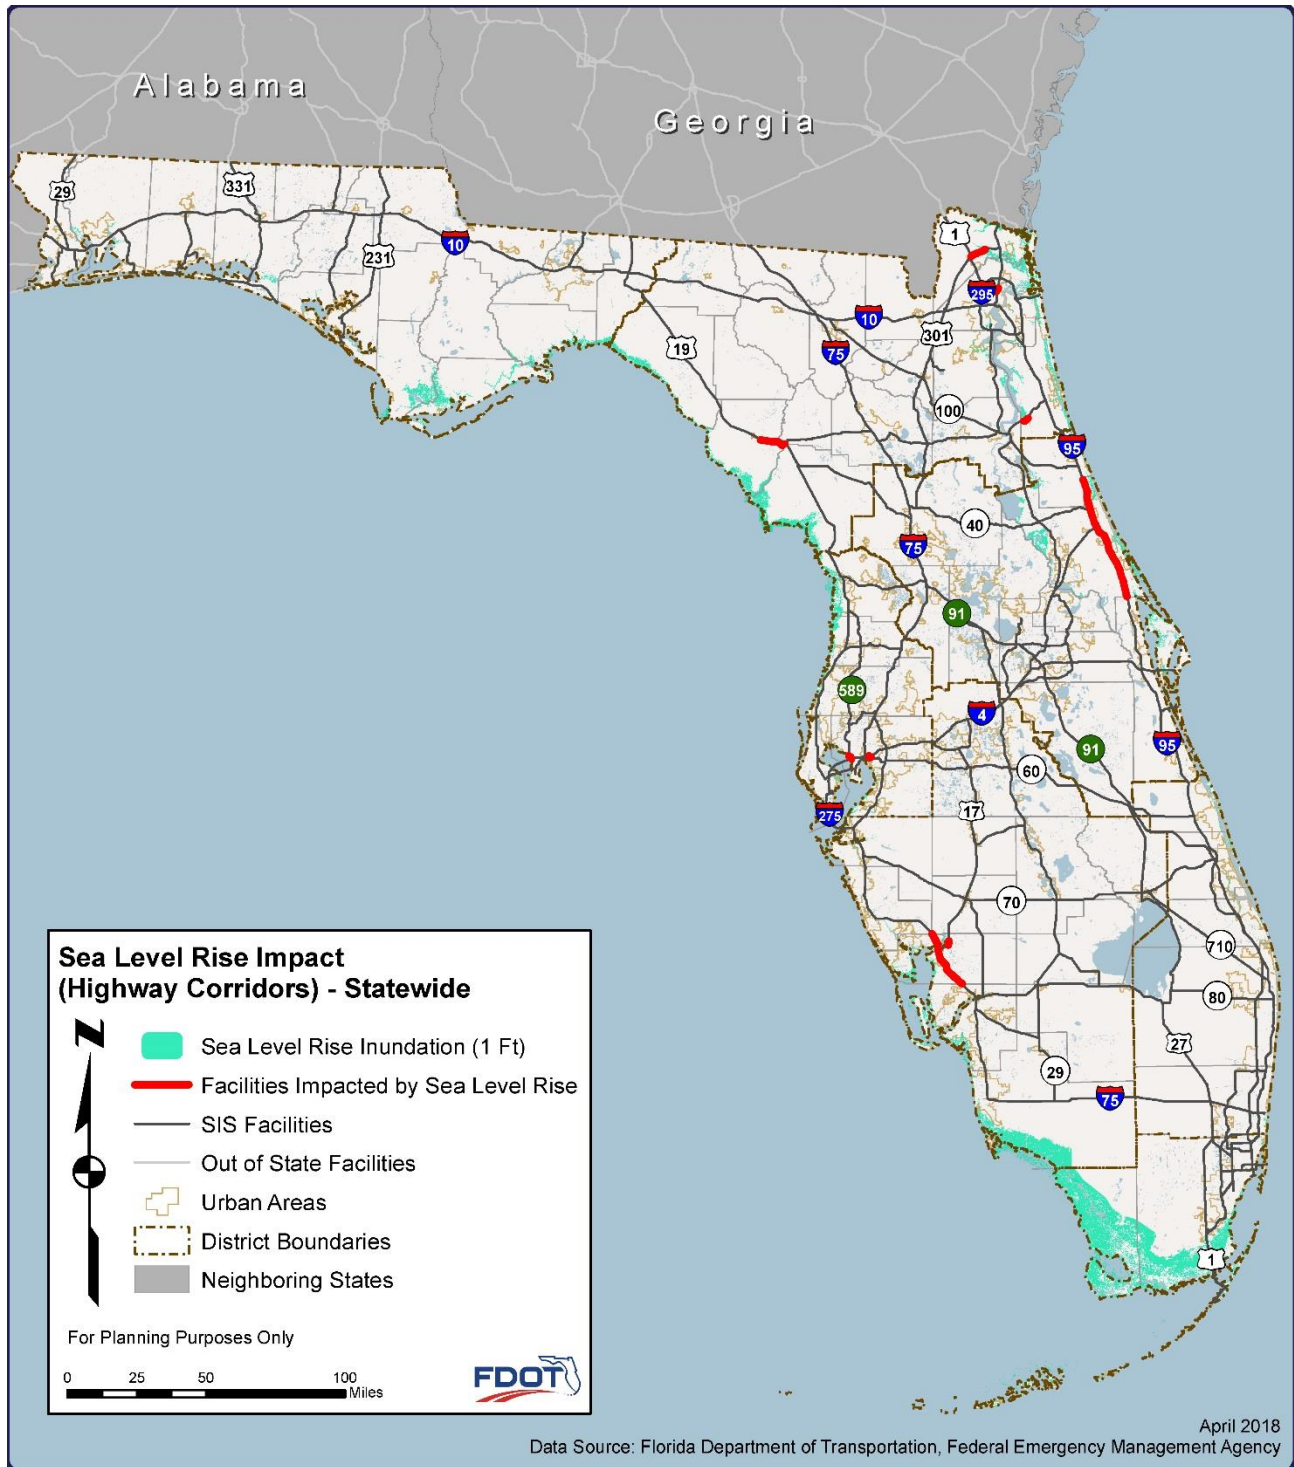 Alabama
Georgia
29
331
231
10
1
295
10
301
19
75
100
95
40
75
91
589
4
91
95
60
275
17
70
710
80
27
29
75
1
Sea Level Rise Impact
(Highway Corridors) - Statewide
N
Sea Level Rise Inundation (1 Ft)
Facilities Impacted by Sea Level Rise
SIS Facilities
Out of State Facilities
Urban Areas
District Boundaries
Neighboring States
For Planning Purposes Only
0 25 50 100
Miles
FDOT
April 2018
Data Source: Florida Department of Transportation, Federal Emergency Management Agency